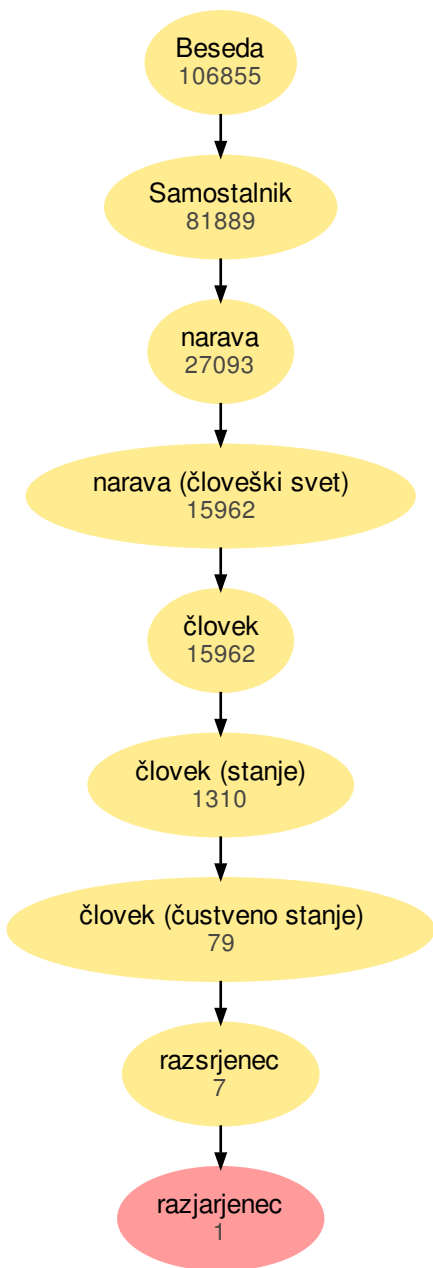 Beseda
106855
Samostalnik
81889
narava
27093
narava (človeški svet)
15962
človek
15962
človek (stanje)
1310
človek (čustveno stanje)
79
razsrjenec
7
razjarjenec
1